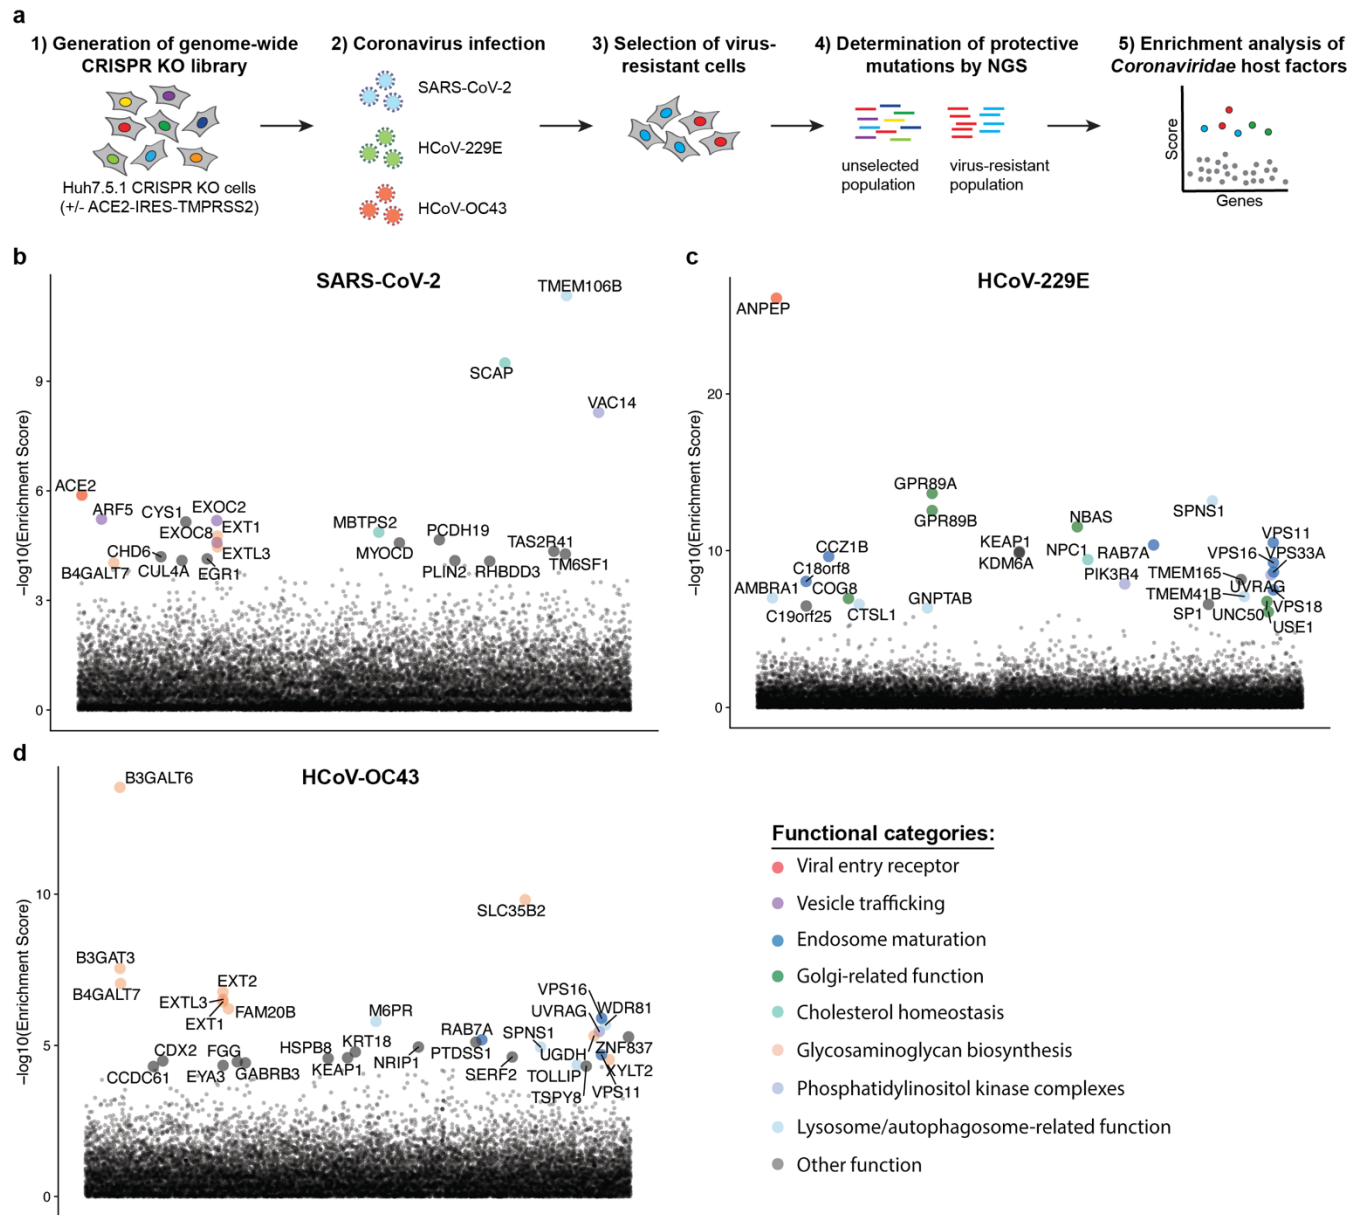 a
1) Generation of genome-wide
CRISPR KO library
2) Coronavirus infection
3) Selection of virus-
resistant cells
4) Determination of protective
mutations by NGS
5) Enrichment analysis of
Coronaviridae host factors
Huh7.5.1 CRISPR KO cells
(+/- ACE2-IRES-TMPRSS2)
SARS-CoV-2
HCoV-229E
HCoV-OC43
unselected
population
virus-resistant
population
Score
Genes
b
SARS-CoV-2
−log10(Enrichment Score)
9
6
3
0
TMEM106B
SCAP
VAC14
ACE2
ARF5
CYS1
EXOC2
EXOC8
EXT1
EXTL3
CHD6
B4GALT7
CUL4A
EGR1
MBTPS2
MYOCD
PCDH19
PLIN2
RHBDD3
TAS2R41
TM6SF1
c
HCoV-229E
−log10(Enrichment Score)
20
10
0
ANPEP
GPR89A
GPR89B
SPNS1
NBAS
KEAP1
KDM6A
NPC1
RAB7A
PIK3R4
CCZ1B
C18orf8
AMBRA1
COG8
C19orf25
CTSL1
GNPTAB
VPS11
VPS16
VPS33A
TMEM165
UVRAG
TMEM41B
SP1
UNC50
VPS18
USE1
d
HCoV-OC43
−log10(Enrichment Score)
10
5
0
B3GALT6
SLC35B2
B3GAT3
B4GALT7
EXT2
EXTL3
EXT1
FAM20B
M6PR
VPS16
UVRAG
WDR81
RAB7A
SPNS1
CDX2
FGG
HSPB8
KRT18
KEAP1
NRIP1
PTDSS1
SERF2
UGDH
ZNF837
CCDC61
EYA3
GABRB3
TOLLIP
XYLT2
TSPY8
VPS11
Functional categories:
Viral entry receptor
Vesicle trafficking
Endosome maturation
Golgi-related function
Cholesterol homeostasis
Glycosaminoglycan biosynthesis
Phosphatidylinositol kinase complexes
Lysosome/autophagosome-related function
Other function